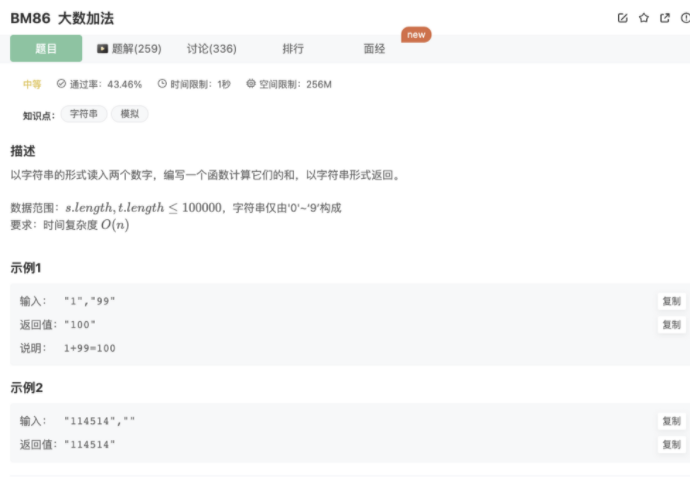 BM86 大数加法
题目 题解(259) 讨论(336) 排行 面经 new
中等 通过率：43.46% 时间限制：1秒 空间限制：256M
知识点： 字符串 模拟
描述
以字符串的形式读入两个数字，编写一个函数计算它们的和，以字符串形式返回。
数据范围：s.length, t.length ≤ 100000，字符串仅由'0'~'9'构成
要求：时间复杂度 O(n)
示例1
输入： "1","99" 复制
返回值："100" 复制
说明： 1+99=100
示例2
输入： "114514","" 复制
返回值："114514" 复制